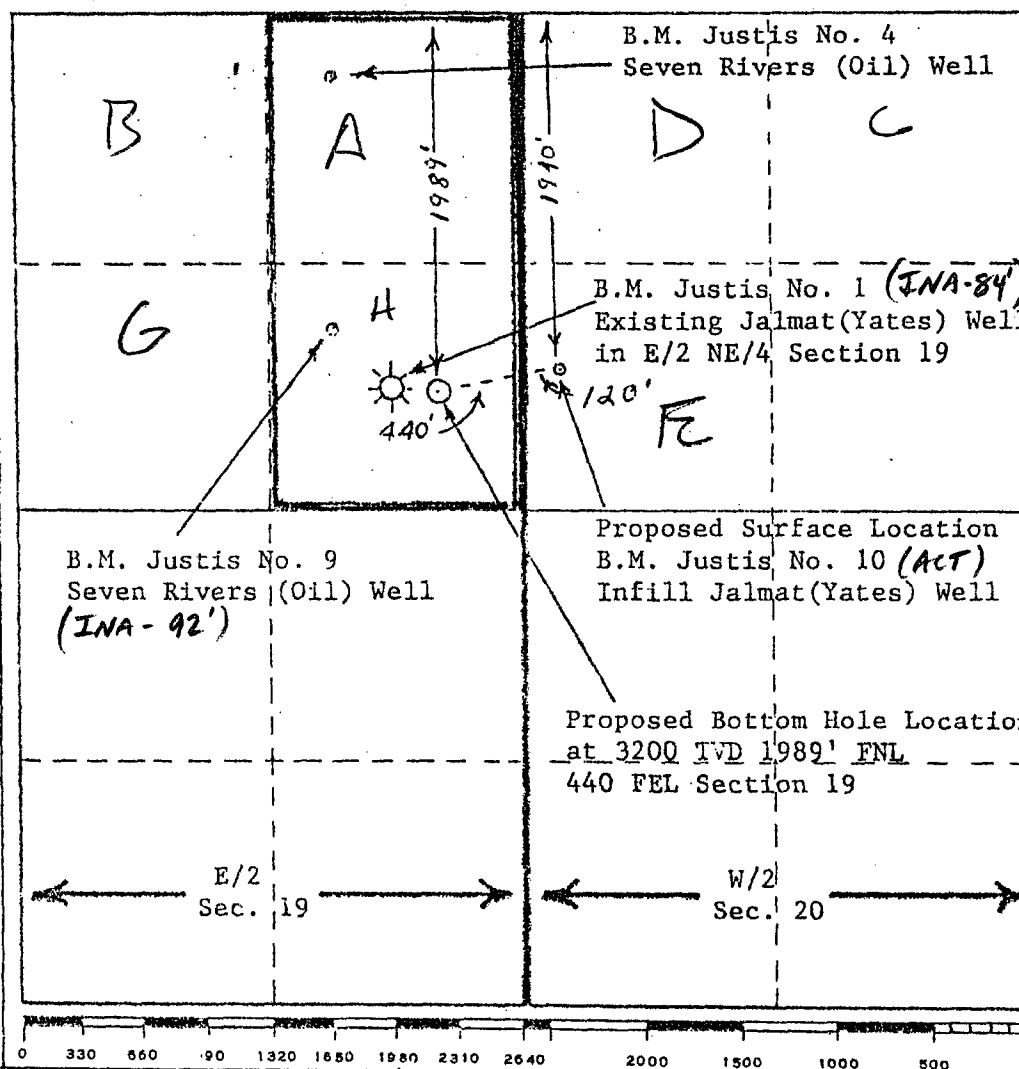 B.M. Justis No. 4
Seven Rivers (Oil) Well
B
A
D
C
1989'
1940'
B.M. Justis No. 1 (INA-84')
Existing Jalmat(Yates) Well
in E/2 NE/4 Section 19
G
H
120'
440'
E
Proposed Surface Location
B.M. Justis No. 10 (ACT)
Infill Jalmat(Yates) Well
B.M. Justis No. 9
Seven Rivers (Oil) Well
(INA - 92')
Proposed Bottom Hole Location
at 3200 TVD 1989' FNL
440 FEL Section 19
E/2
Sec. 19
W/2
Sec. 20
0 330 660 90 1320 1650 1980 2310 2640 2000 1500 1000 500